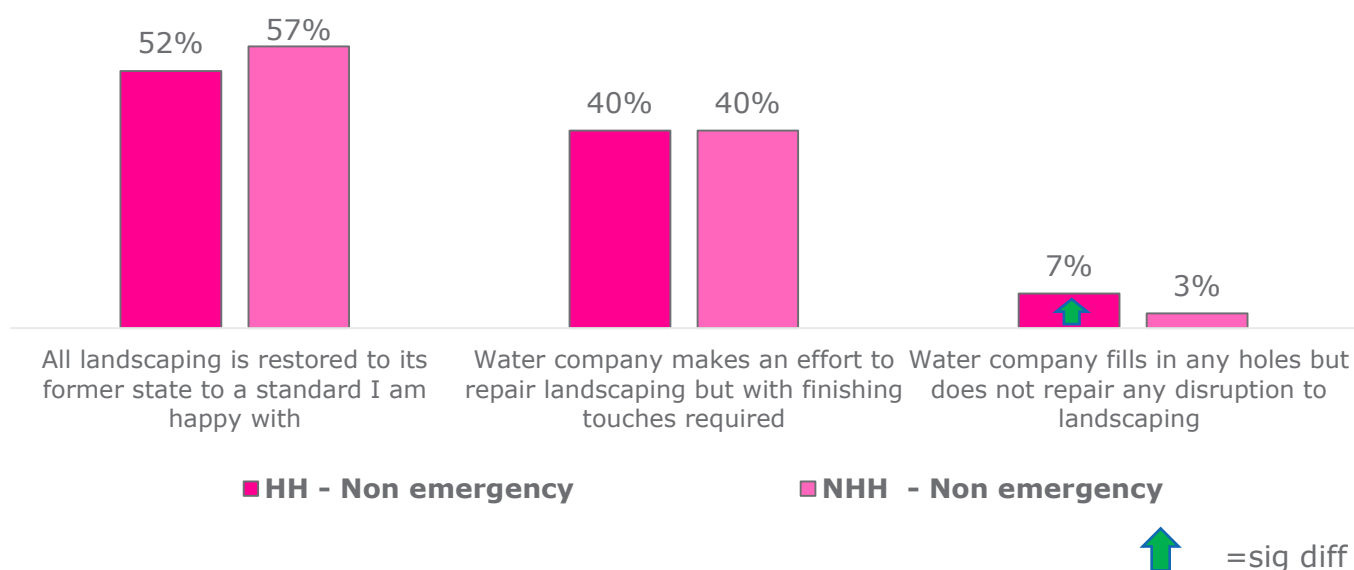 52%
57%
40%
40%
7%
3%
All landscaping is restored to its
former state to a standard I am
happy with
Water company makes an effort to
repair landscaping but with finishing
touches required
Water company fills in any holes but
does not repair any disruption to
landscaping
HH - Non emergency
NHH - Non emergency
=sig diff